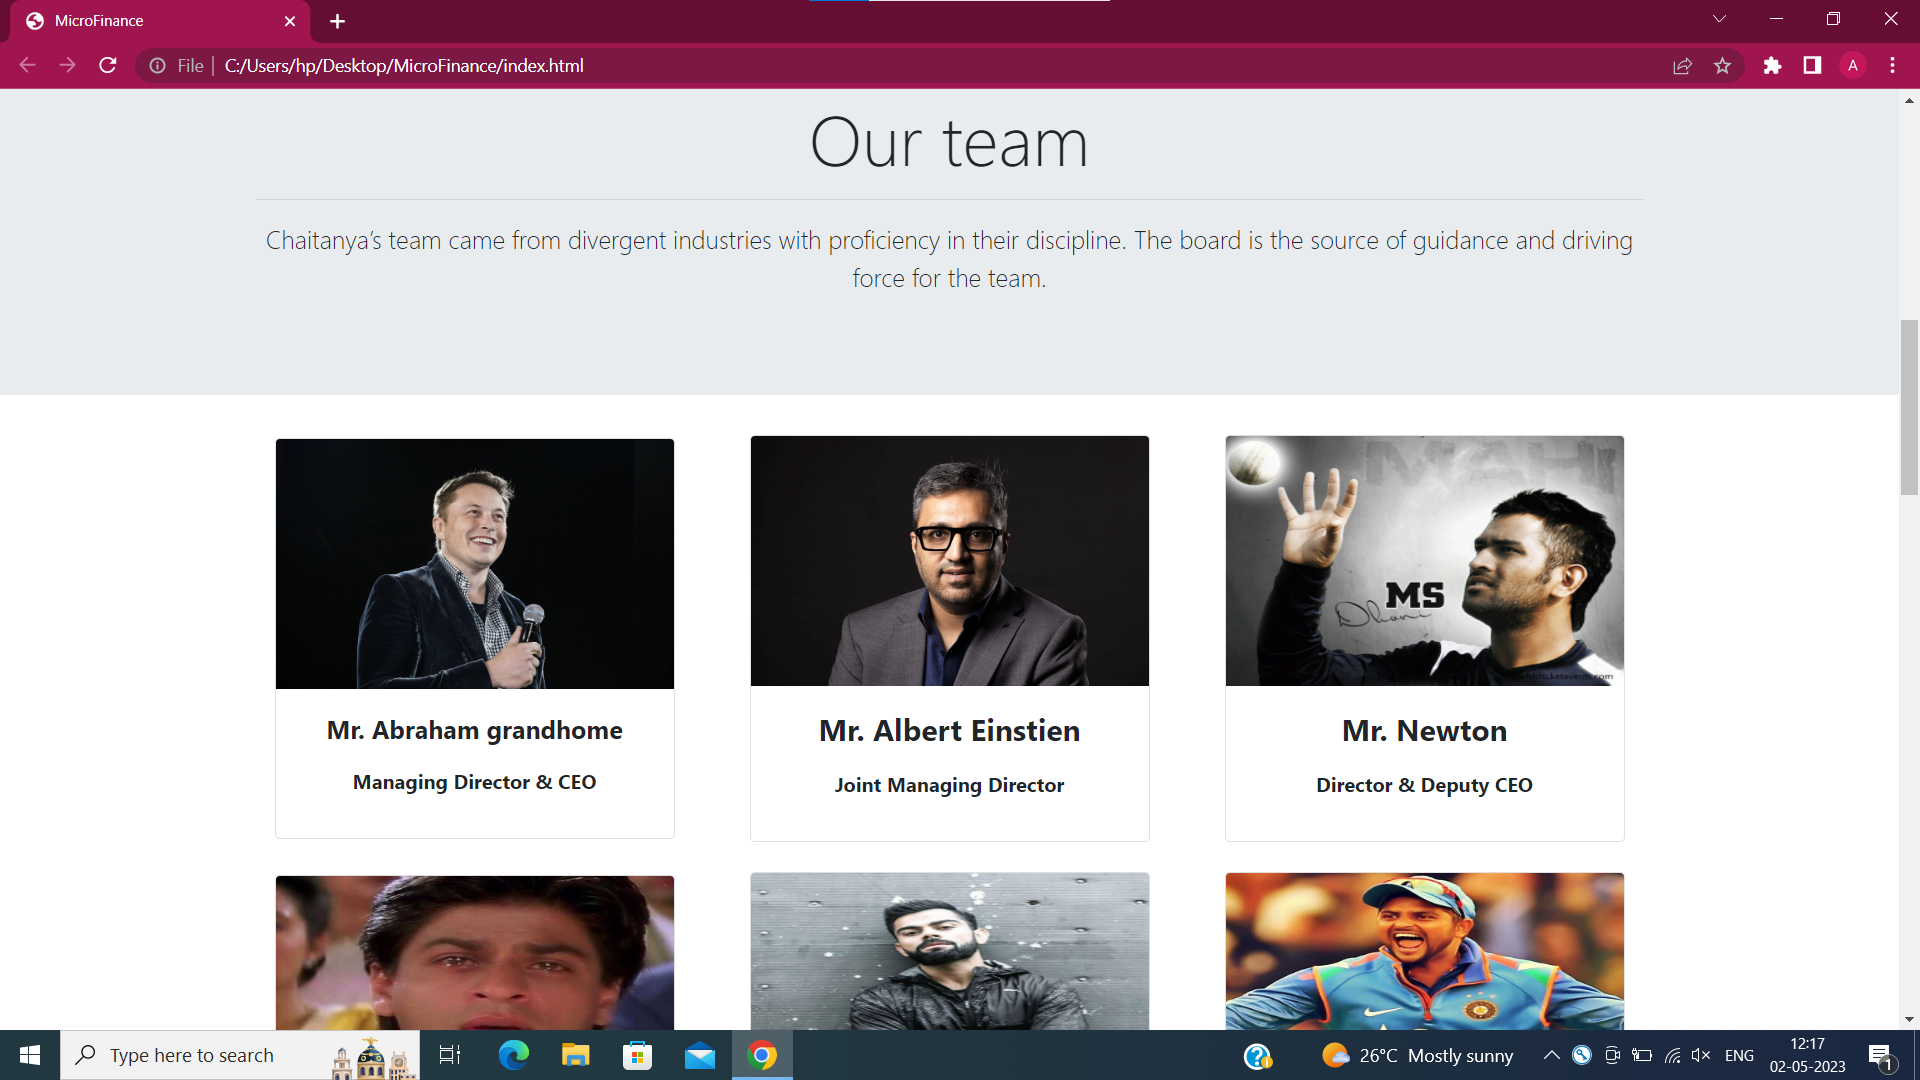 MicroFinance
File
C:/Users/hp/Desktop/MicroFinance/index.html
A
Our team
Chaitanya’s team came from divergent industries with proficiency in their discipline. The board is the source of guidance and driving
force for the team.
MAHI
MS
Dhoni
Mr. Abraham grandhome
Managing Director & CEO
Mr. Albert Einstien
Joint Managing Director
Mr. Newton
Director & Deputy CEO
Type here to search
26°C Mostly sunny
ENG
12:17
02-05-2023
1